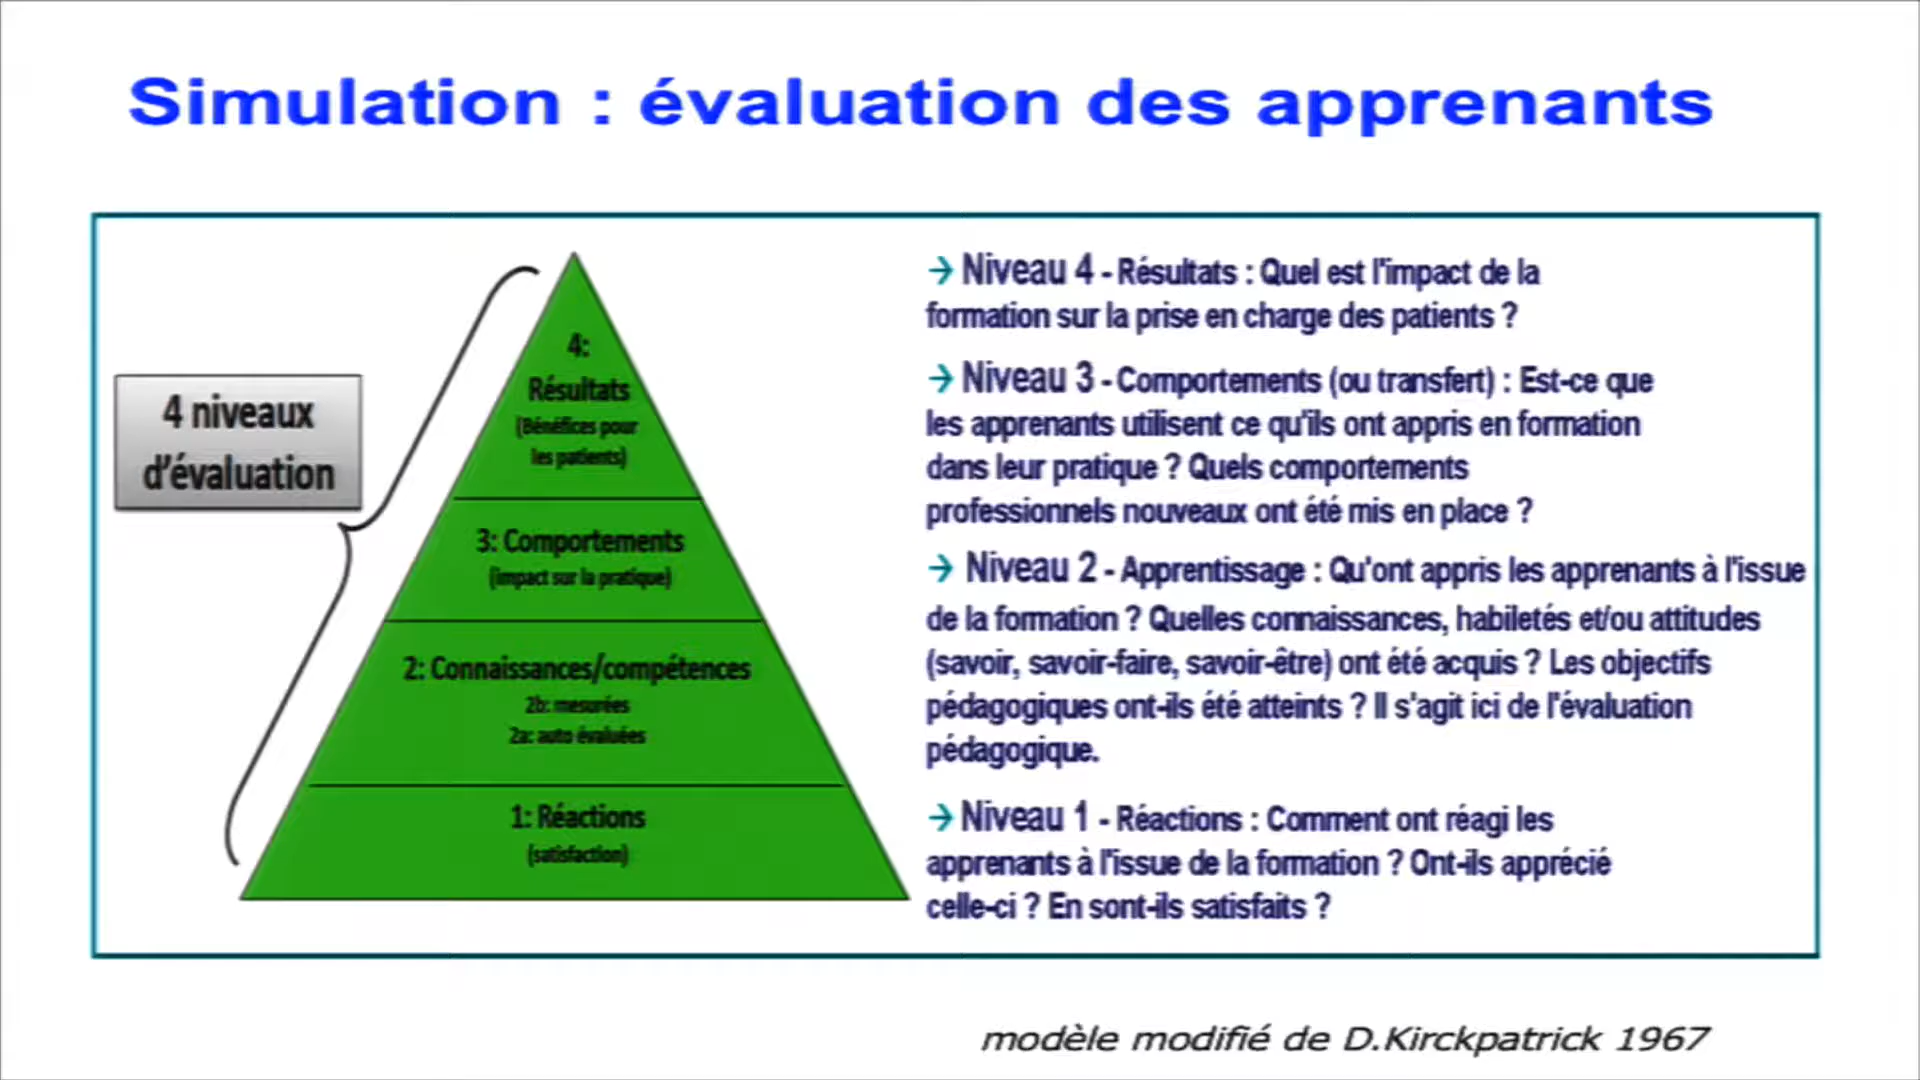 Simulation : évaluation des apprenants
4 niveaux
d'évaluation
4:
Résultats
(Bénéfices pour
les patients)
3: Comportements
(impact sur la pratique)
2: Connaissances/compétences
2b: mesurées
2a: auto évaluées
1: Réactions
(satisfaction)
→ Niveau 4 - Résultats : Quel est l'impact de la
formation sur la prise en charge des patients ?
→ Niveau 3 - Comportements (ou transfert) : Est-ce que
les apprenants utilisent ce qu'ils ont appris en formation
dans leur pratique ? Quels comportements
professionnels nouveaux ont été mis en place ?
→ Niveau 2 - Apprentissage : Qu'ont appris les apprenants à l'issue
de la formation ? Quelles connaissances, habiletés et/ou attitudes
(savoir, savoir-faire, savoir-être) ont été acquis ? Les objectifs
pédagogiques ont-ils été atteints ? Il s'agit ici de l'évaluation
pédagogique.
→ Niveau 1 - Réactions : Comment ont réagi les
apprenants à l'issue de la formation ? Ont-ils apprécié
celle-ci ? En sont-ils satisfaits ?
modèle modifié de D.Kirckpatrick 1967